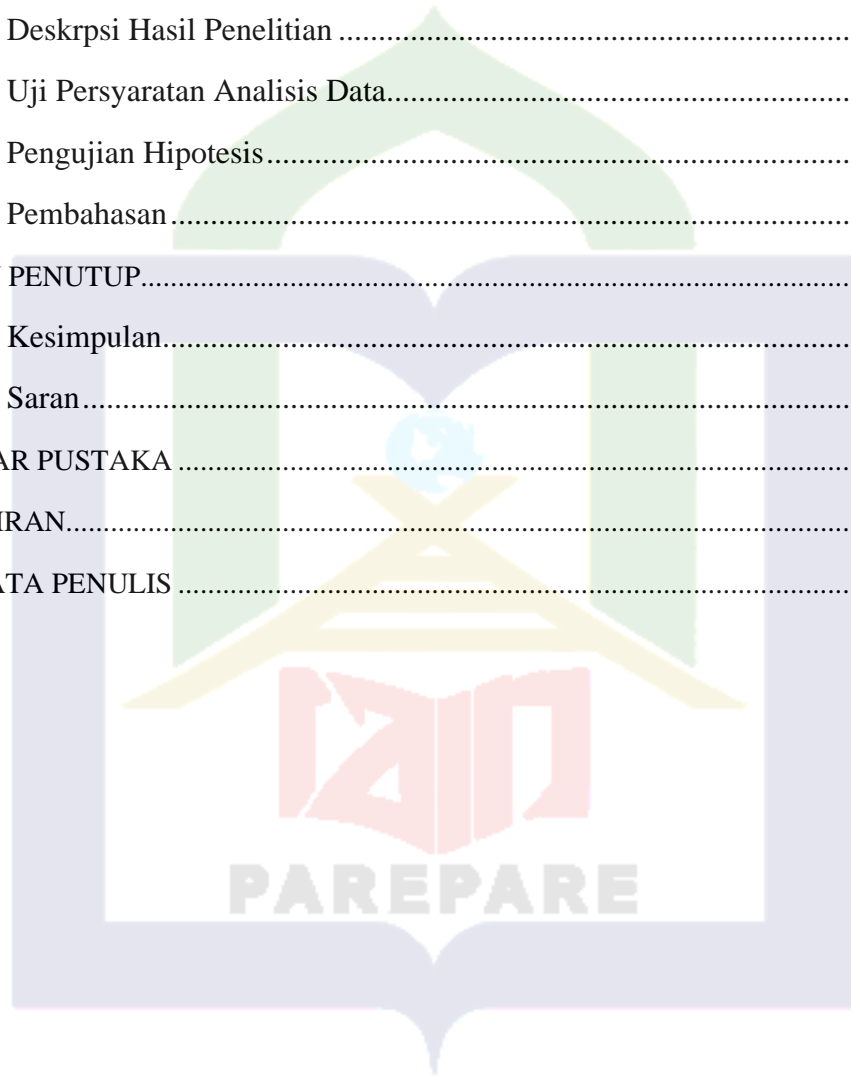 Deskrpsi Hasil Penelitian ................................................................
Uji Persyaratan Analisis Data..........................................................
Pengujian Hipotesis.........................................................................
Pembahasan.....................................................................................
PENUTUP.........................................................................................
Kesimpulan......................................................................................
Saran................................................................................................
AR PUSTAKA ...................................................................................
IRAN.................................................................................................
ATA PENULIS ..................................................................................
iain
PAREPARE